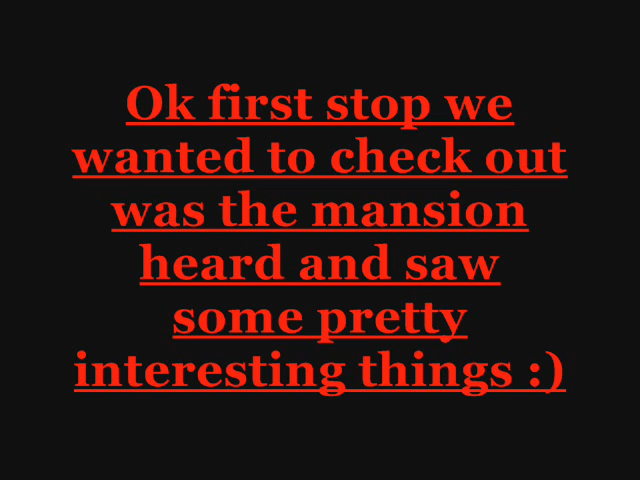 Ok first stop we
wanted to check out
was the mansion
heard and saw
some pretty
interesting things :)